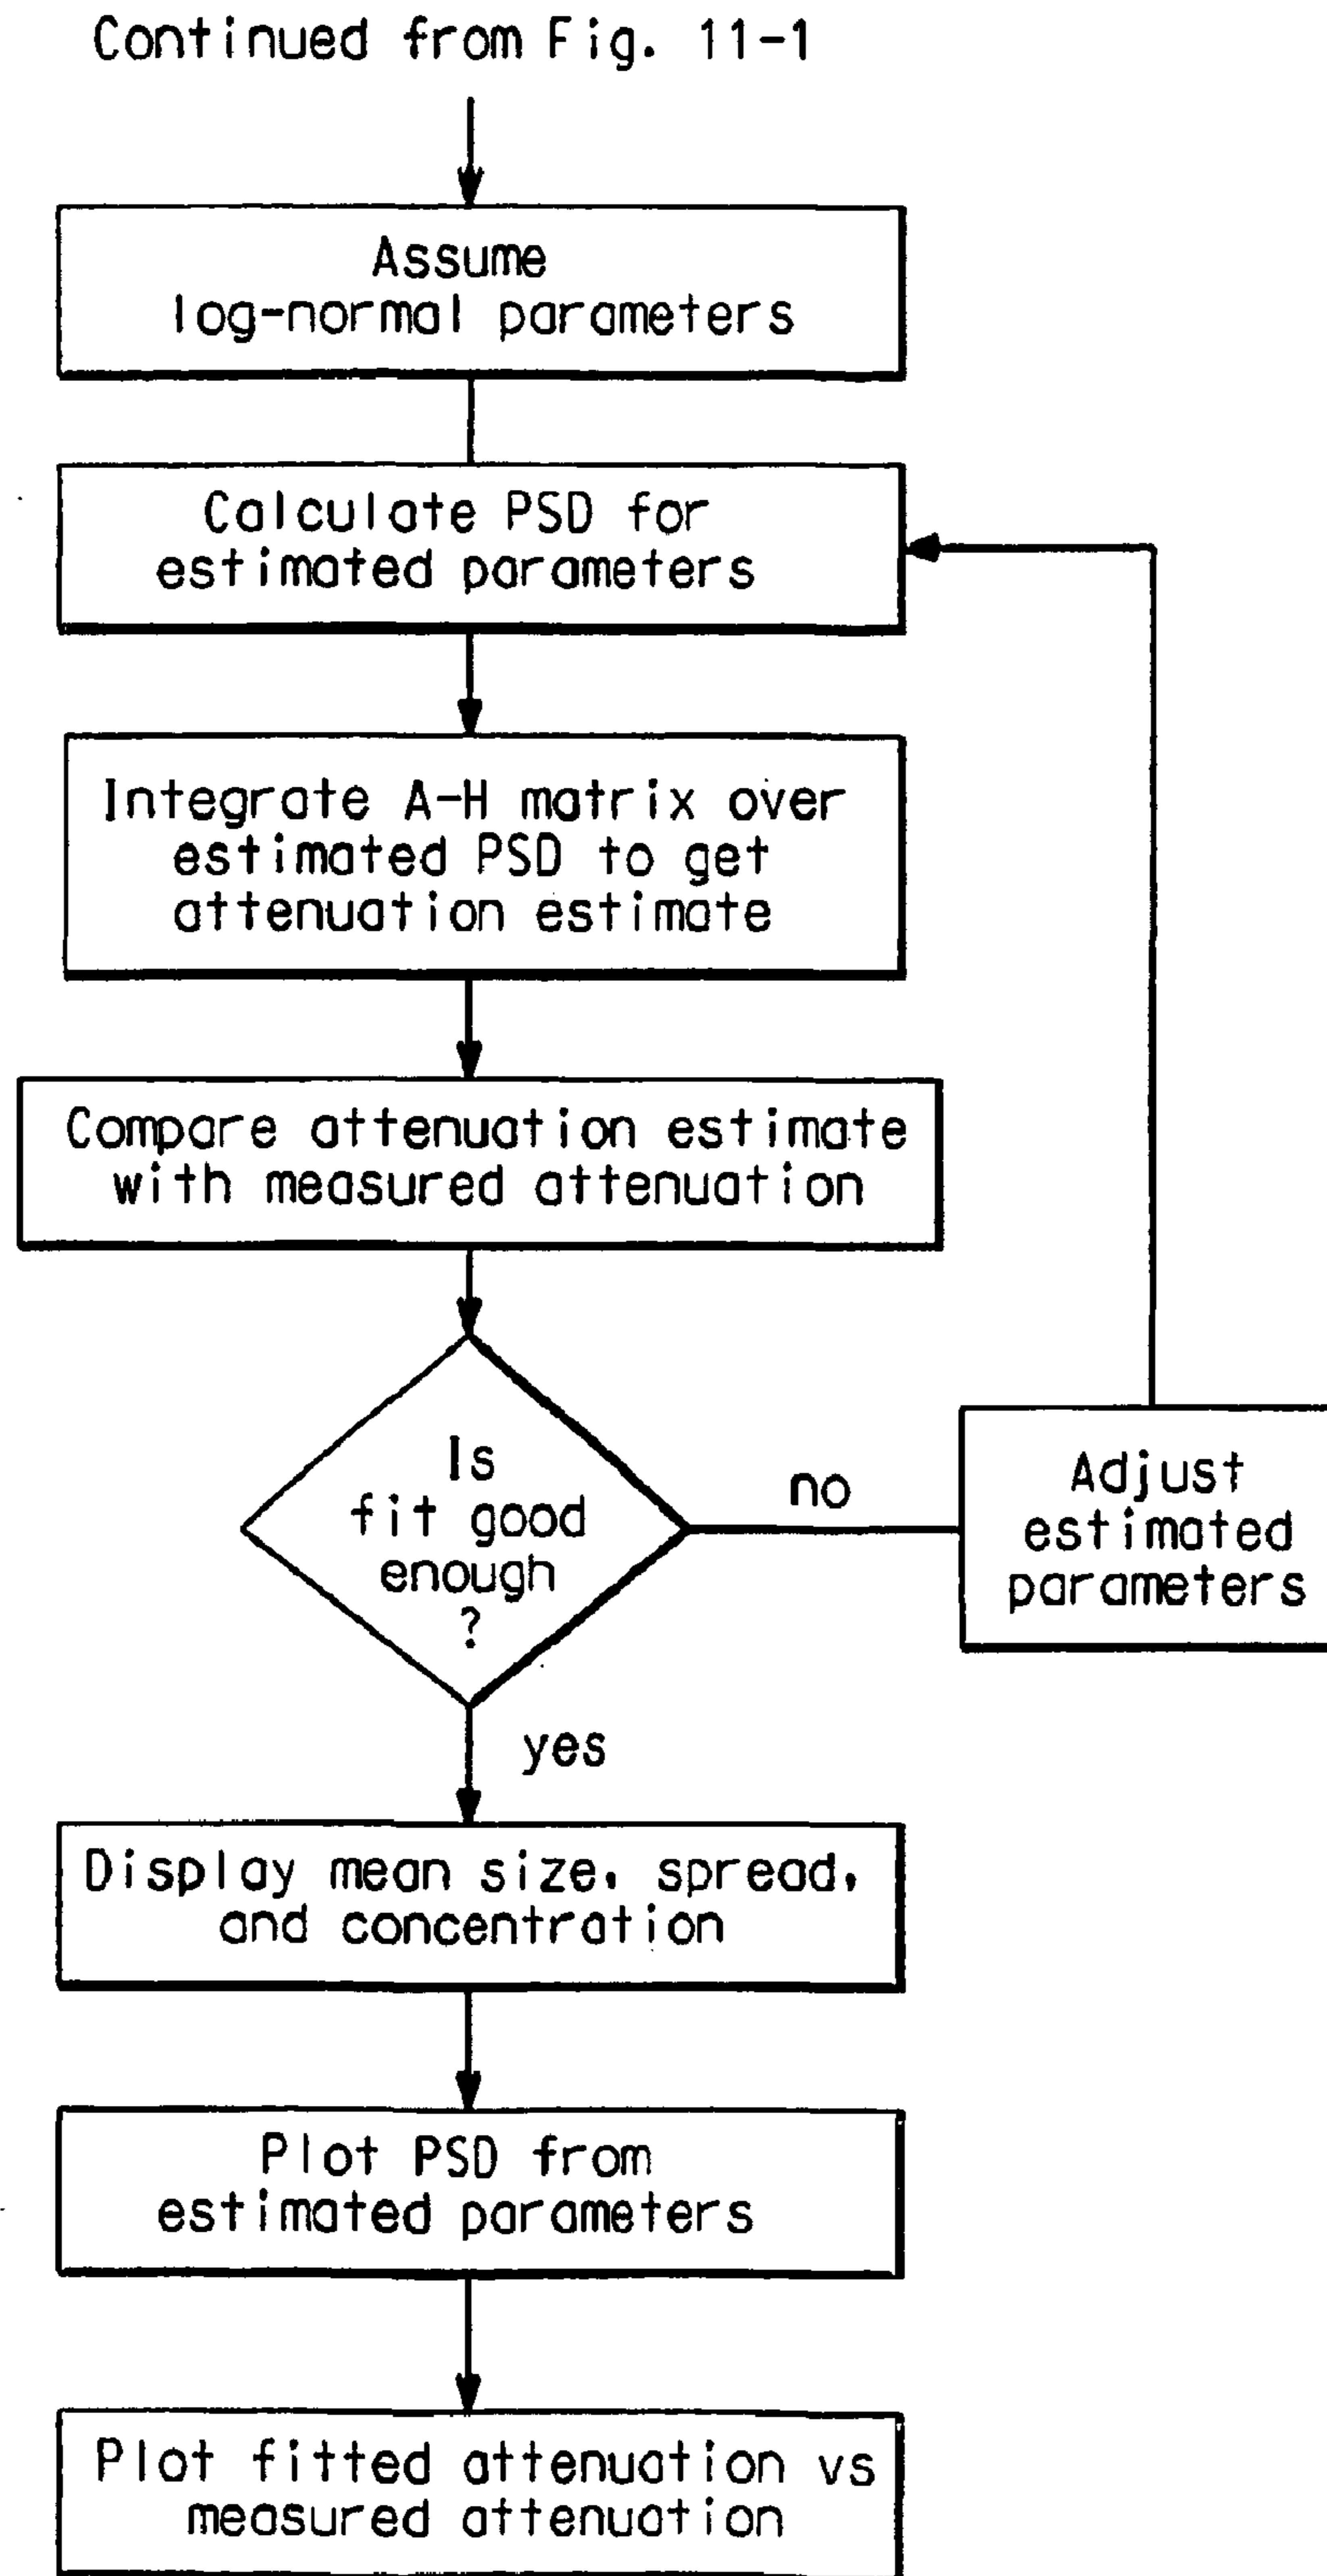 Continued from Fig. 11-1
Assume
log-normal parameters
Calculate PSD for
estimated parameters
Integrate A-H matrix over
estimated PSD to get
attenuation estimate
Compare attenuation estimate
with measured attenuation
Is
fit good
enough
?
no
Adjust
estimated
parameters
yes
Display mean size, spread,
and concentration
Plot PSD from
estimated parameters
Plot fitted attenuation vs
measured attenuation